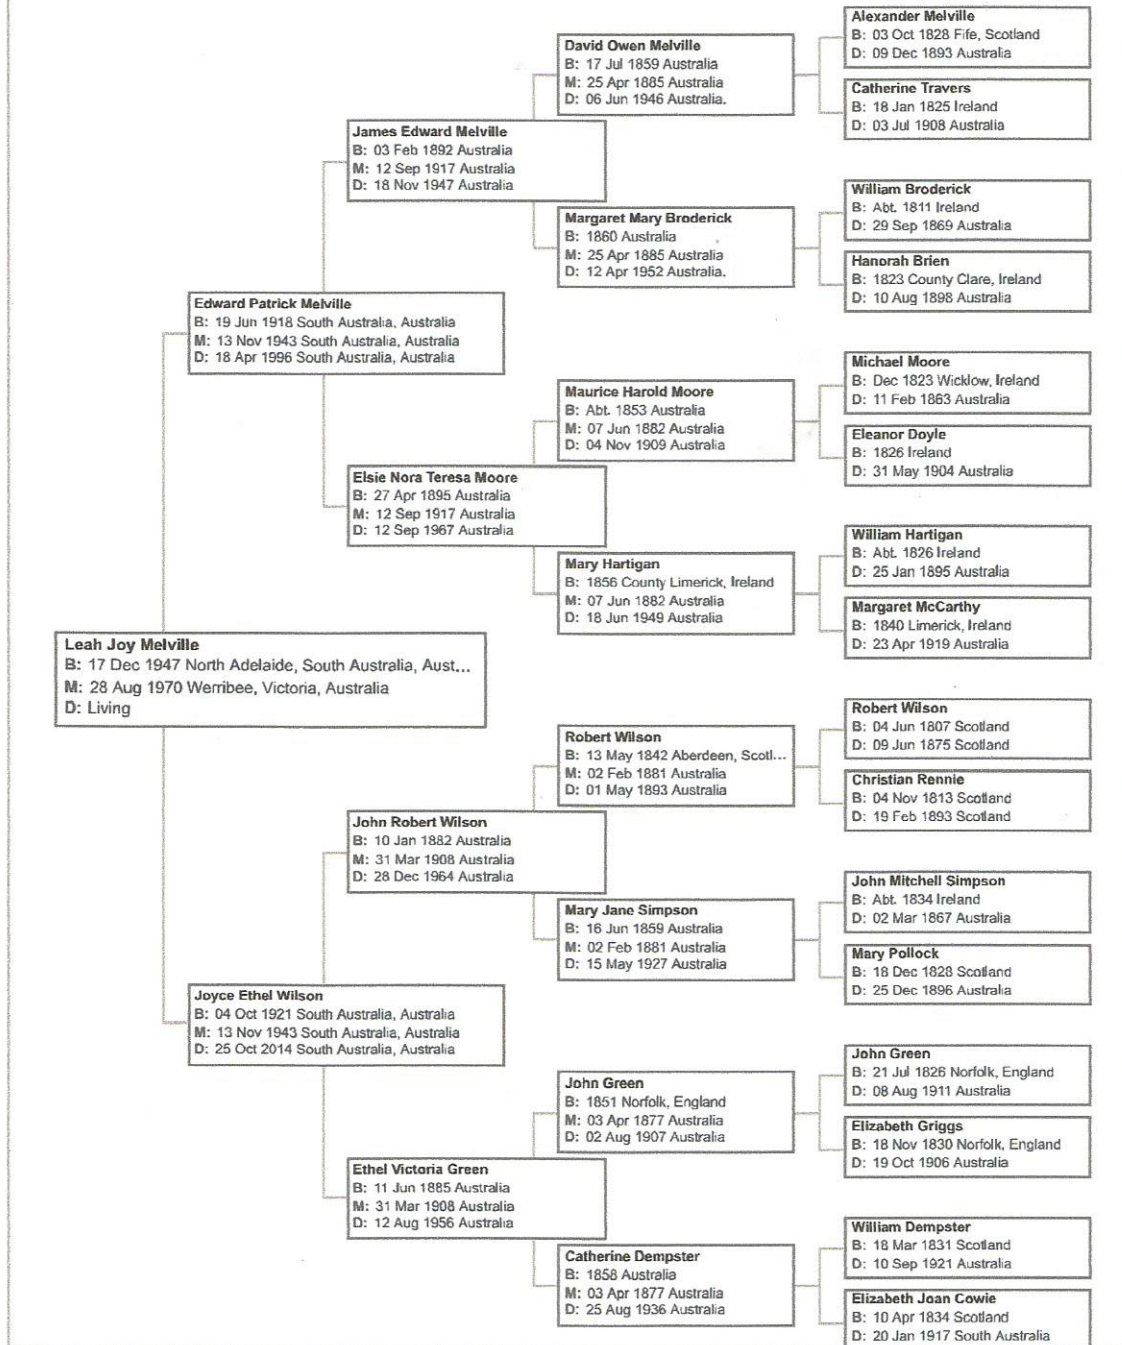 Alexander Melville
B: 03 Oct 1828 Fife, Scotland
D: 09 Dec 1893 Australia
David Owen Melville
B: 17 Jul 1859 Australia
M: 25 Apr 1885 Australia
D: 06 Jun 1946 Australia.
Catherine Travers
B: 18 Jan 1825 Ireland
D: 03 Jul 1908 Australia
James Edward Melville
B: 03 Feb 1892 Australia
M: 12 Sep 1917 Australia
D: 18 Nov 1947 Australia
William Broderick
B: Abt. 1811 Ireland
D: 29 Sep 1869 Australia
Margaret Mary Broderick
B: 1860 Australia
M: 25 Apr 1885 Australia
D: 12 Apr 1952 Australia.
Hanorah Brien
B: 1823 County Clare, Ireland
D: 10 Aug 1898 Australia
Edward Patrick Melville
B: 19 Jun 1918 South Australia, Australia
M: 13 Nov 1943 South Australia, Australia
D: 18 Apr 1996 South Australia, Australia
Michael Moore
B: Dec 1823 Wicklow, Ireland
D: 11 Feb 1863 Australia
Maurice Harold Moore
B: Abt. 1853 Australia
M: 07 Jun 1882 Australia
D: 04 Nov 1909 Australia
Eleanor Doyle
B: 1826 Ireland
D: 31 May 1904 Australia
Elsie Nora Teresa Moore
B: 27 Apr 1895 Australia
M: 12 Sep 1917 Australia
D: 12 Sep 1967 Australia
William Hartigan
B: Abt. 1826 Ireland
D: 25 Jan 1895 Australia
Mary Hartigan
B: 1856 County Limerick, Ireland
M: 07 Jun 1882 Australia
D: 18 Jun 1949 Australia
Margaret McCarthy
B: 1840 Limerick, Ireland
D: 23 Apr 1919 Australia
Leah Joy Melville
B: 17 Dec 1947 North Adelaide, South Australia, Aust...
M: 28 Aug 1970 Werribee, Victoria, Australia
D: Living
Robert Wilson
B: 04 Jun 1807 Scotland
D: 09 Jun 1875 Scotland
Robert Wilson
B: 13 May 1842 Aberdeen, Scotl...
M: 02 Feb 1881 Australia
D: 01 May 1893 Australia
Christian Rennie
B: 04 Nov 1813 Scotland
D: 19 Feb 1893 Scotland
John Robert Wilson
B: 10 Jan 1882 Australia
M: 31 Mar 1908 Australia
D: 28 Dec 1964 Australia
John Mitchell Simpson
B: Abt. 1834 Ireland
D: 02 Mar 1867 Australia
Mary Jane Simpson
B: 16 Jun 1859 Australia
M: 02 Feb 1881 Australia
D: 15 May 1927 Australia
Mary Pollock
B: 18 Dec 1828 Scotland
D: 25 Dec 1896 Australia
Joyce Ethel Wilson
B: 04 Oct 1921 South Australia, Australia
M: 13 Nov 1943 South Australia, Australia
D: 25 Oct 2014 South Australia, Australia
John Green
B: 21 Jul 1826 Norfolk, England
D: 08 Aug 1911 Australia
John Green
B: 1851 Norfolk, England
M: 03 Apr 1877 Australia
D: 02 Aug 1907 Australia
Elizabeth Griggs
B: 18 Nov 1830 Norfolk, England
D: 19 Oct 1906 Australia
Ethel Victoria Green
B: 11 Jun 1885 Australia
M: 31 Mar 1908 Australia
D: 12 Aug 1956 Australia
William Dempster
B: 18 Mar 1831 Scotland
D: 10 Sep 1921 Australia
Catherine Dempster
B: 1858 Australia
M: 03 Apr 1877 Australia
D: 25 Aug 1936 Australia
Elizabeth Joan Cowie
B: 10 Apr 1834 Scotland
D: 20 Jan 1917 South Australia